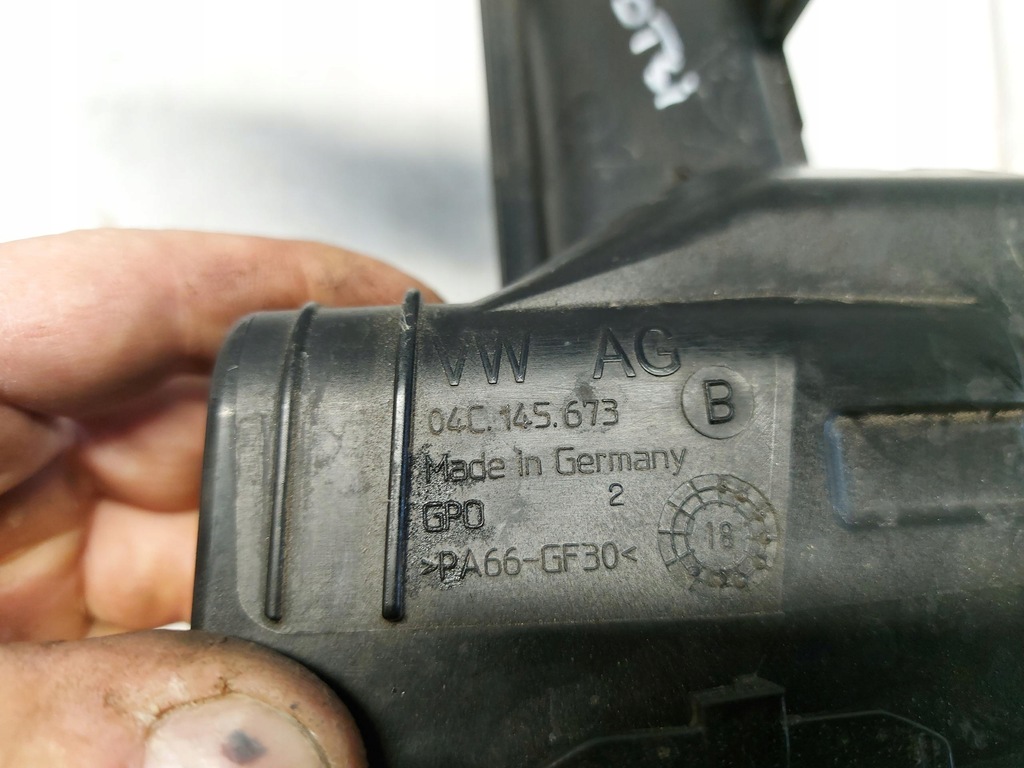 VW AG
04C.145.673 B
Made in Germany
GPO 2
>PA66-GF30<
18